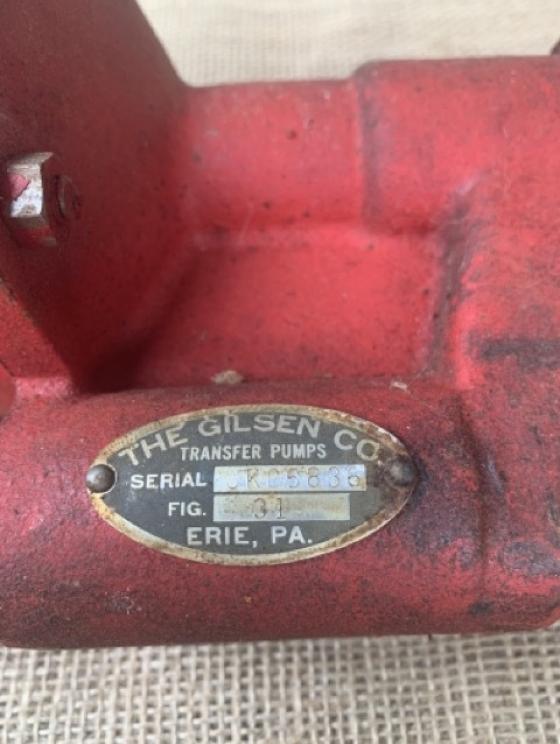 THE GILSEN CO.
TRANSFER PUMPS
SERIAL
FIG. 31
ERIE, PA.